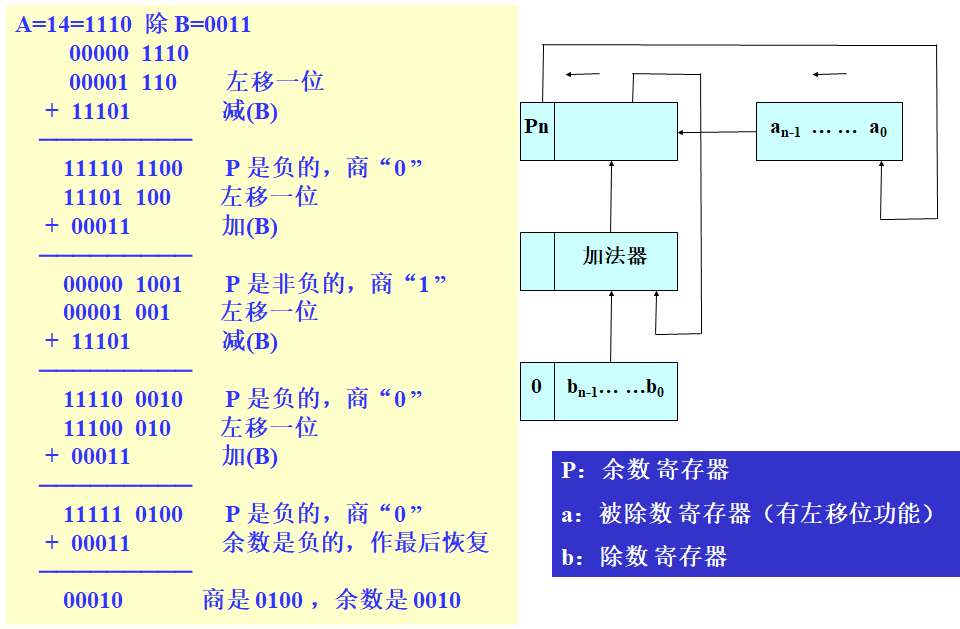 A=14=1110 除 B=0011
00000 1110
00001 110 左移一位
+ 11101 减(B)
11110 1100 P 是负的，商“0”
11101 100 左移一位
+ 00011 加(B)
00000 1001 P 是非负的，商“1”
00001 001 左移一位
+ 11101 减(B)
11110 0010 P 是负的，商“0”
11100 010 左移一位
+ 00011 加(B)
11111 0100 P 是负的，商“0”
+ 00011 余数是负的，作最后恢复
00010 商是 0100 ，余数是 0010
Pn
an-1 … … a0
加法器
0 bn-1… …b0
P：余数 寄存器
a：被除数 寄存器（有左移位功能）
b：除数 寄存器